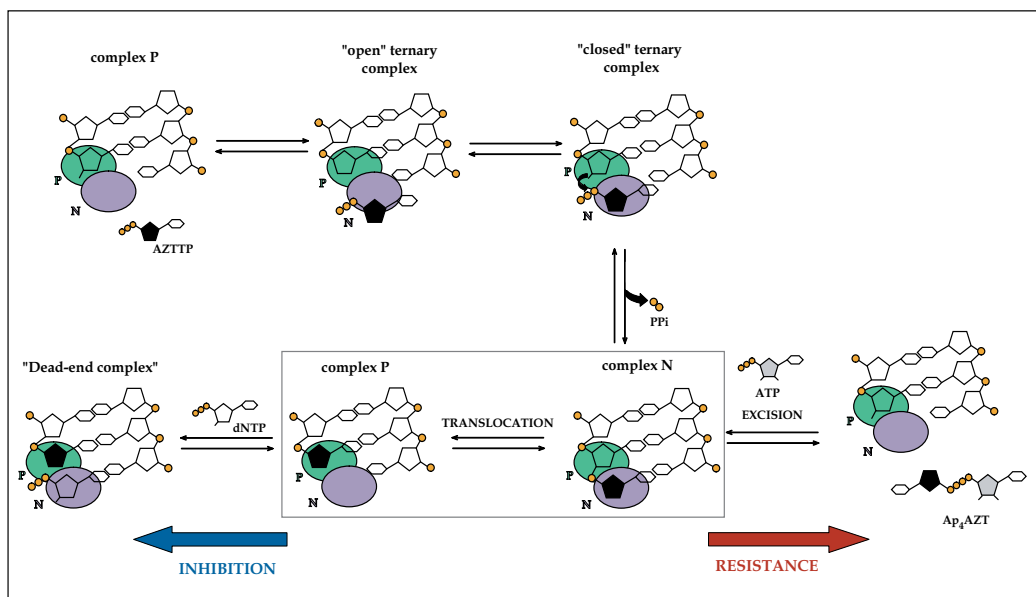 complex P
"open" ternary
complex
"closed" ternary
complex
P
N
AZTTP
P
N
P
N
PPi
"Dead-end complex"
complex P
complex N
ATP
dNTP
TRANSLOCATION
EXCISION
P
N
P
N
P
N
P
N
Ap₄AZT
INHIBITION
RESISTANCE